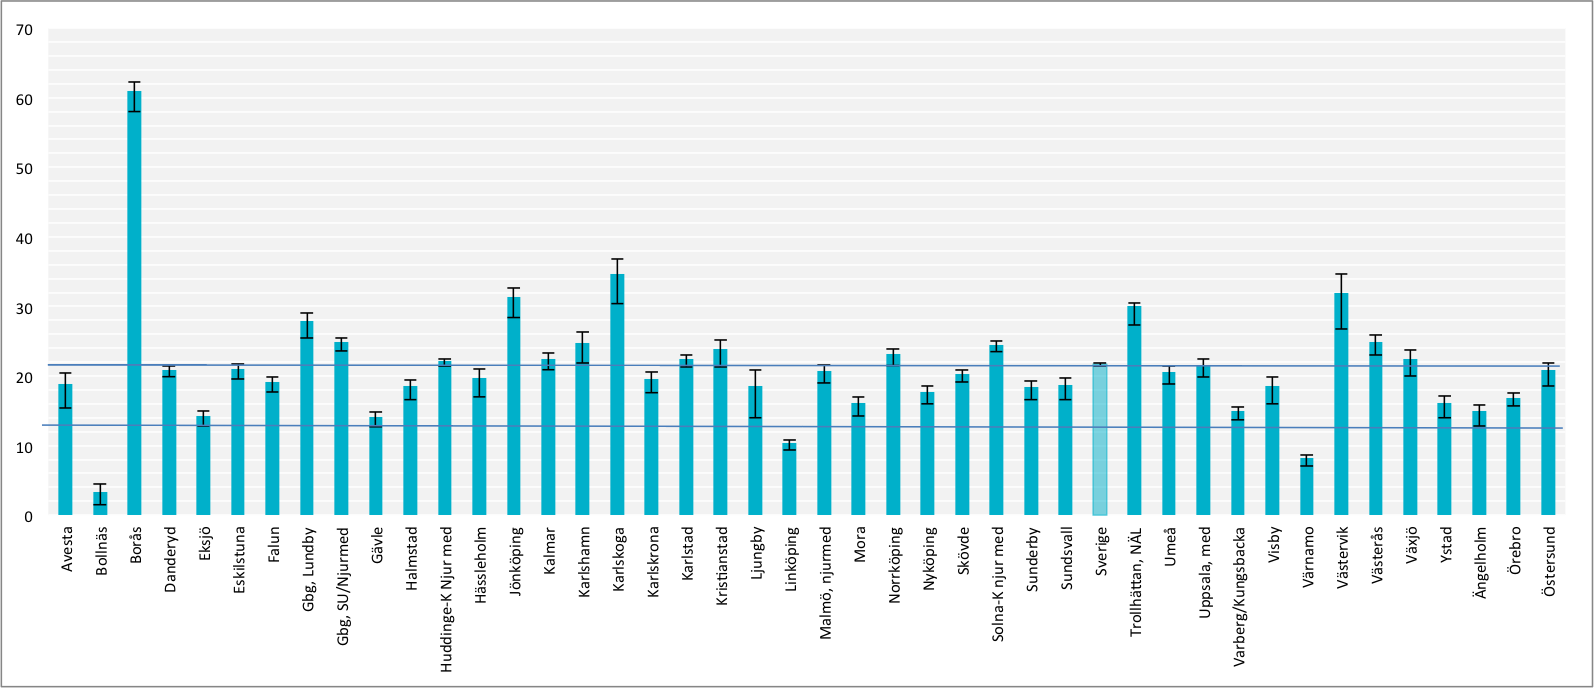 70
60
50
40
30
20
10
0
Avesta
Bollnäs
Borås
Danderyd
Eksjö
Eskilstuna
Falun
Gbg, Lundby
Gbg, SU/Njurmed
Gävle
Halmstad
Huddinge-K Njur med
Hässleholm
Jönköping
Kalmar
Karlshamn
Karlskoga
Karlskrona
Karlstad
Kristianstad
Ljungby
Linköping
Malmö, njurmed
Mora
Norrköping
Nyköping
Skövde
Solna-K njur med
Sunderby
Sundsvall
Sverige
Trollhättan, NÄL
Umeå
Uppsala, med
Varberg/Kungsbacka
Visby
Värnamo
Västervik
Västerås
Växjö
Ystad
Ängelholm
Örebro
Östersund